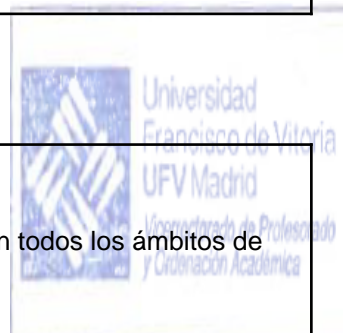 Universidad
Francisco de Vitoria
UFV Madrid
Vicerrectorado de Profesorado
y Ordenación Académica
n todos los ámbitos de